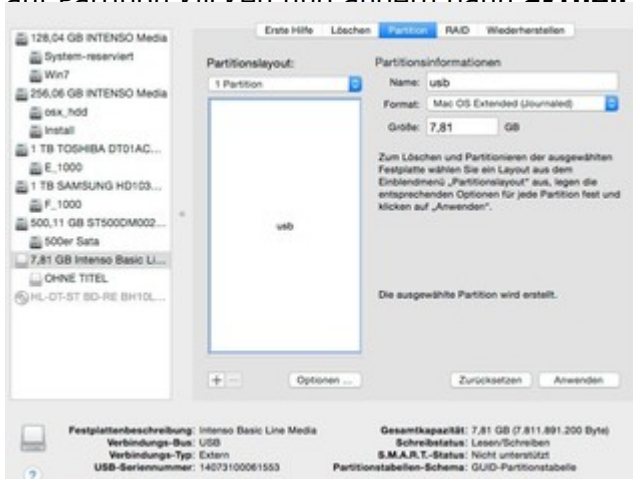 128,04 GB INTENSO Media
System-reserviert
Win7
256,06 GB INTENSO Media
osx_hdd
Install
1 TB TOSHIBA DT01AC...
E_1000
1 TB SAMSUNG HD103...
F_1000
500,11 GB ST500DM002...
500er Sata
7,81 GB Intenso Basic Li...
OHNE TITEL
HL-DT-ST BD-RE BH10L...
Erste Hilfe Löschen Partition RAID Wiederherstellen
Partitionslayout:
1 Partition
usb
+ −
Optionen ...
Partitionsinformationen
Name: usb
Format: Mac OS Extended (Journaled)
Größe: 7,81 GB
Zum Löschen und Partitionieren der ausgewählten
Festplatte wählen Sie ein Layout aus dem
Einblendmenü „Partitionslayout“ aus, legen die
entsprechenden Optionen für jede Partition fest und
klicken auf „Anwenden“.
Die ausgewählte Partition wird erstellt.
Zurücksetzen Anwenden
Festplattenbeschreibung: Intenso Basic Line Media
Verbindungs-Bus: USB
Verbindungs-Typ: Extern
USB-Seriennummer: 14073100061553
Gesamtkapazität: 7,81 GB (7.811.891.200 Byte)
Schreibstatus: Lesen/Schreiben
S.M.A.R.T.-Status: Nicht unterstützt
Partitionstabellen-Schema: GUID-Partitionstabelle
?